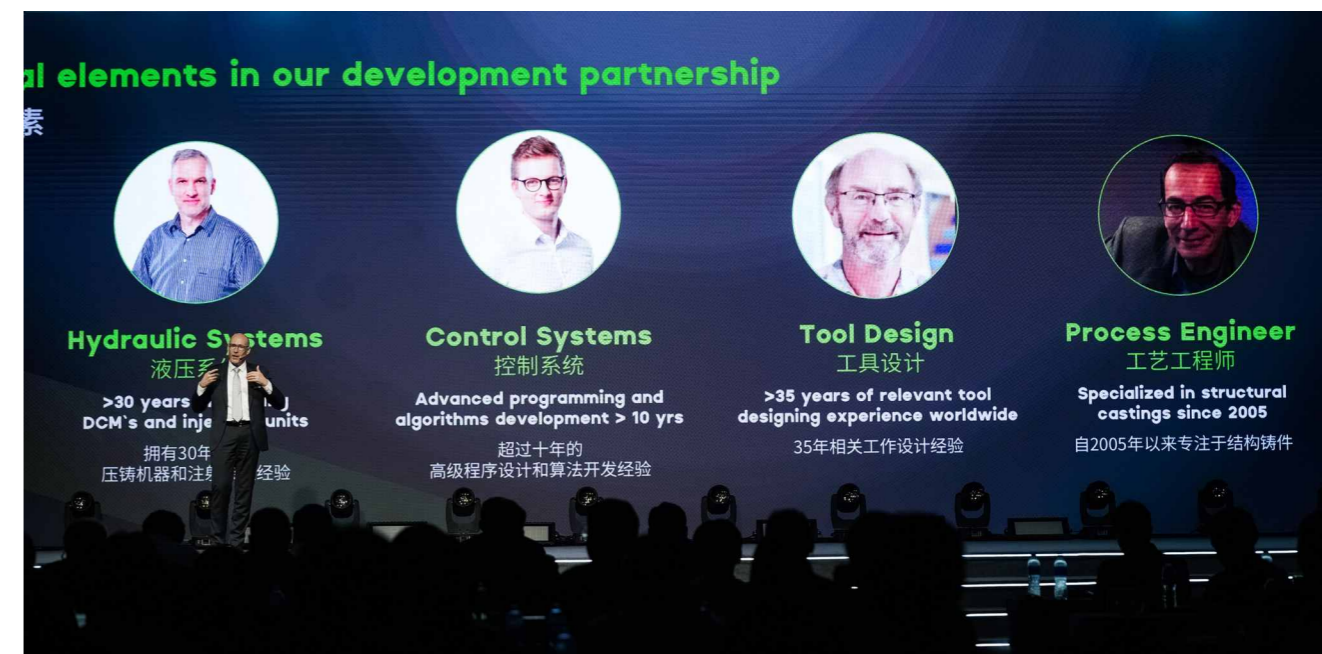 al elements in our development partnership
素
Hydraulic Systems
液压系
>30 years
DCM`s and inje units
拥有30年
压铸机器和注射 经验
Control Systems
控制系统
Advanced programming and
algorithms development > 10 yrs
超过十年的
高级程序设计和算法开发经验
Tool Design
工具设计
>35 years of relevant tool
designing experience worldwide
35年相关工作设计经验
Process Engineer
工艺工程师
Specialized in structural
castings since 2005
自2005年以来专注于结构铸件